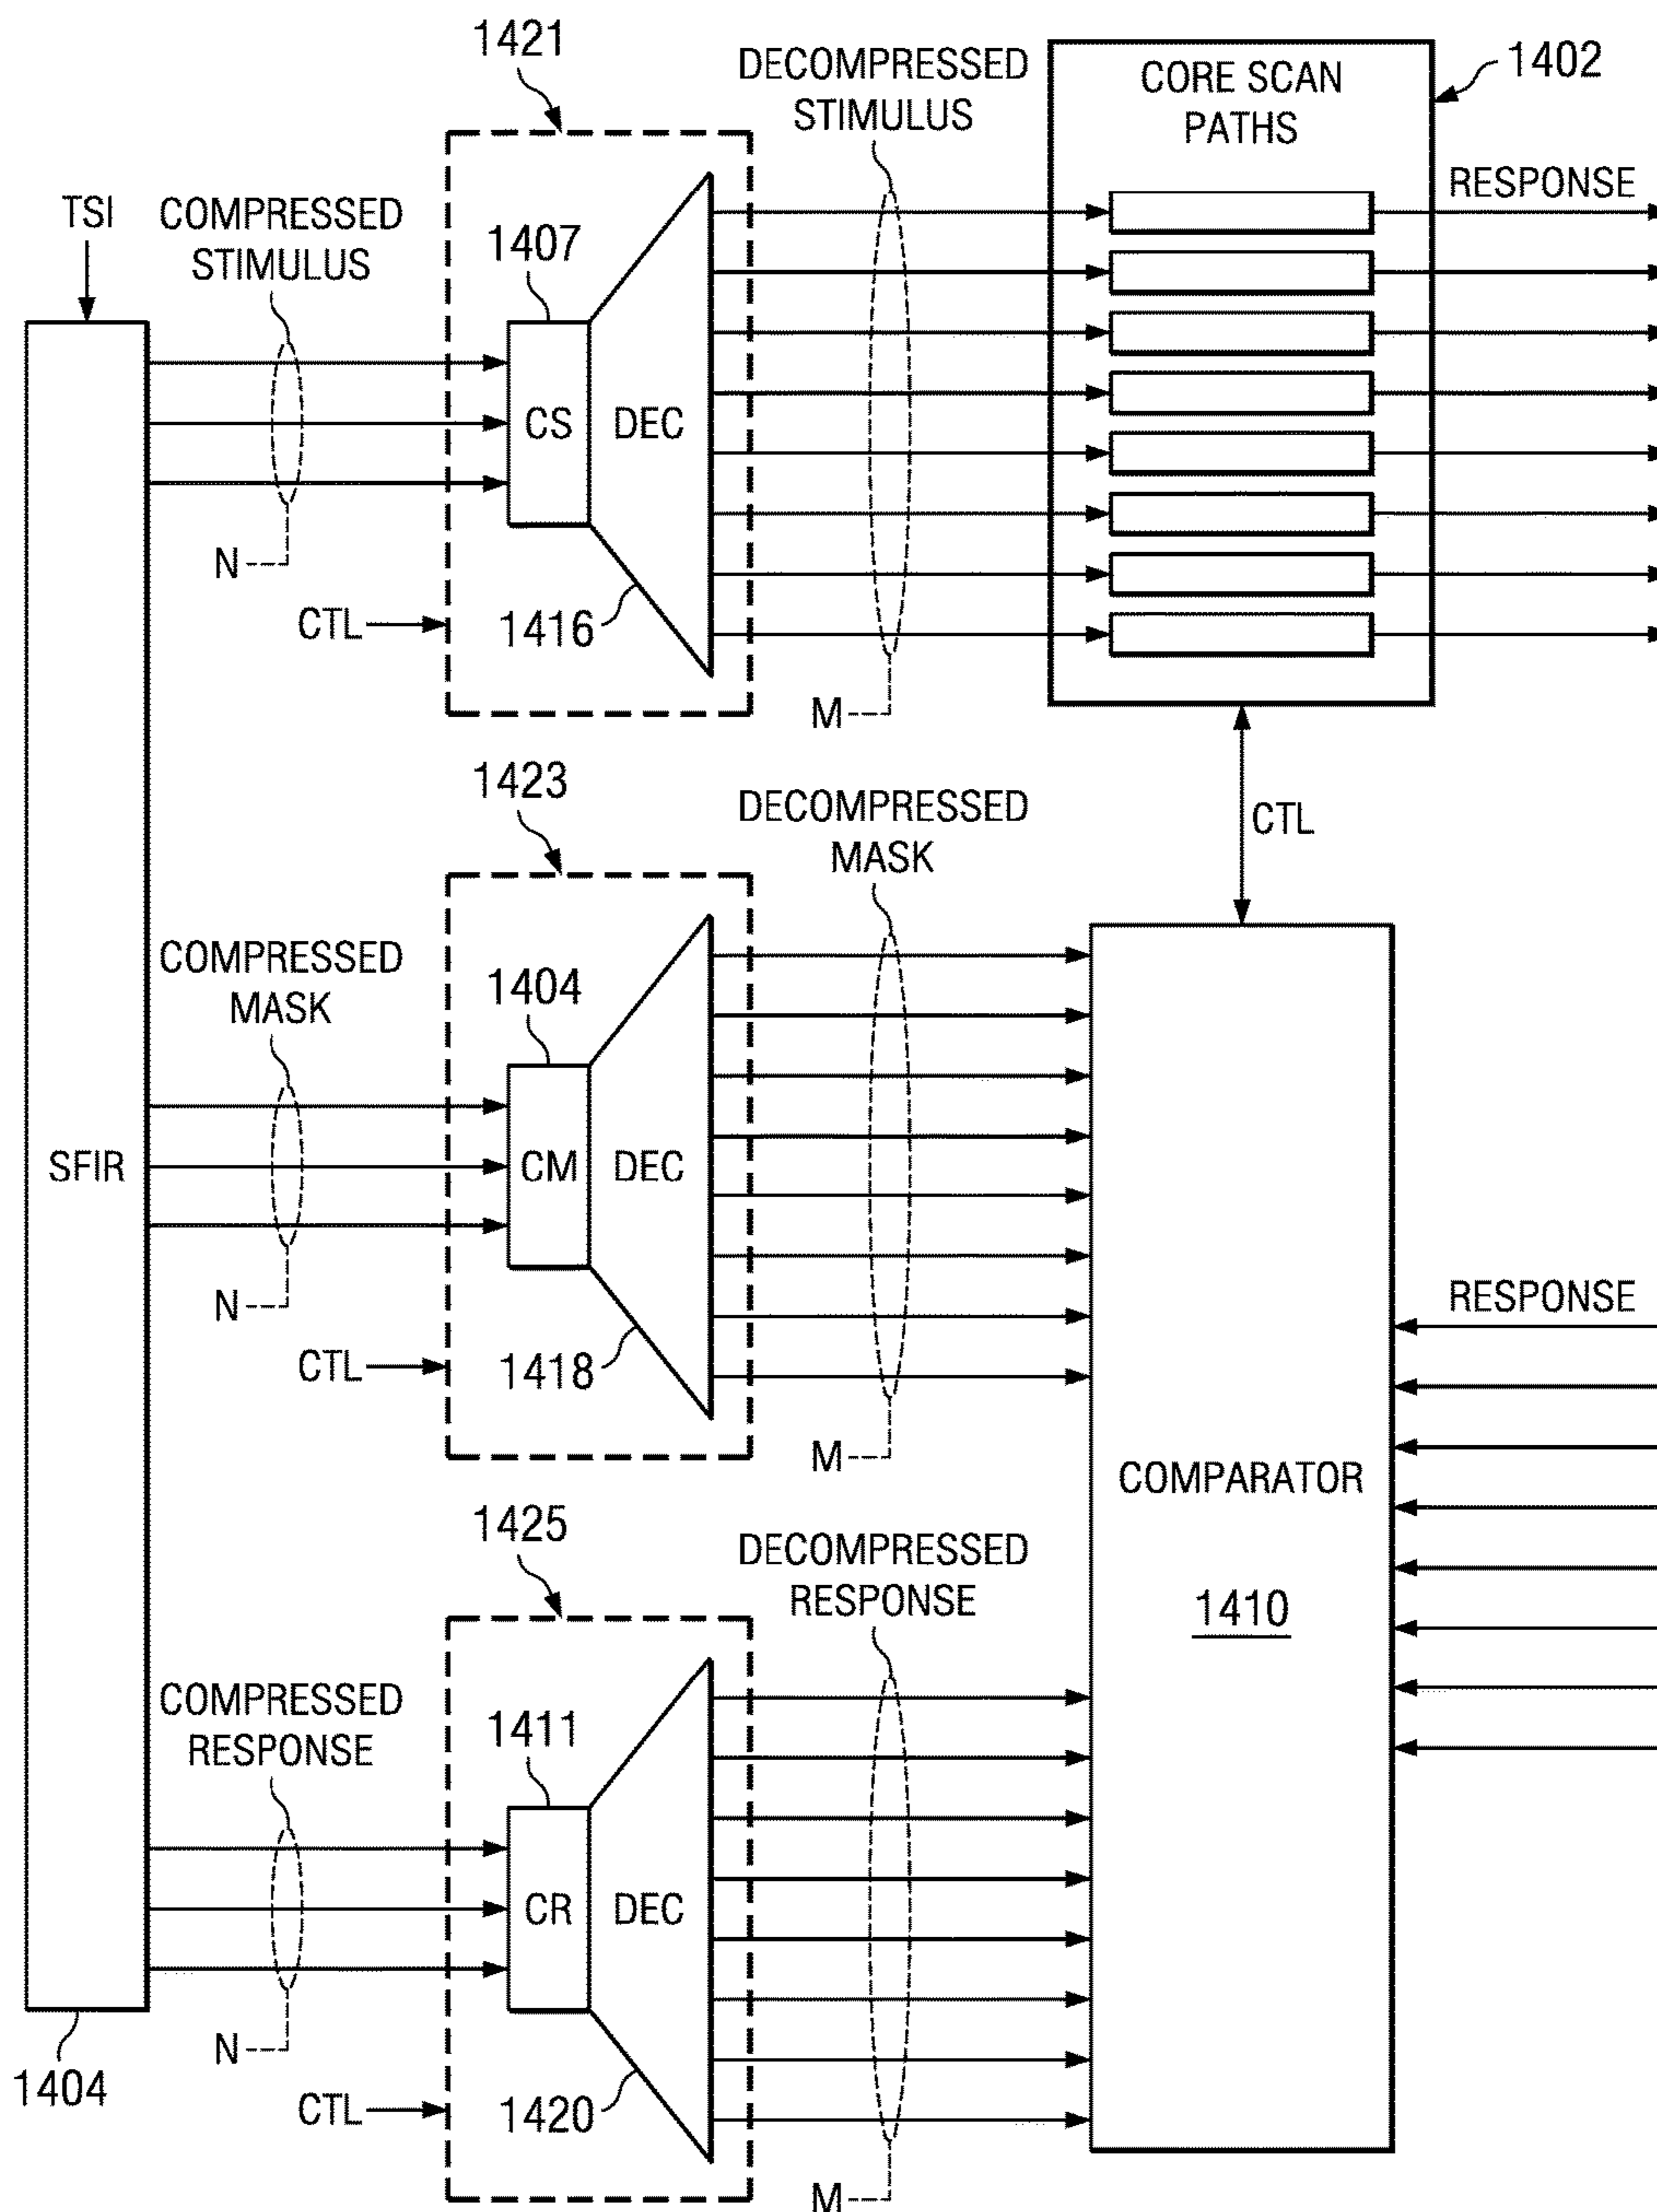 1421
DECOMPRESSED
STIMULUS
CORE SCAN
PATHS
1402
TSI
COMPRESSED
STIMULUS
1407
RESPONSE
CS
DEC
N
CTL
1416
M
1423
DECOMPRESSED
MASK
CTL
COMPRESSED
MASK
1404
SFIR
CM
DEC
N
CTL
1418
M
RESPONSE
COMPARATOR
1410
1425
DECOMPRESSED
RESPONSE
COMPRESSED
RESPONSE
1411
CR
DEC
N
1404
CTL
1420
M